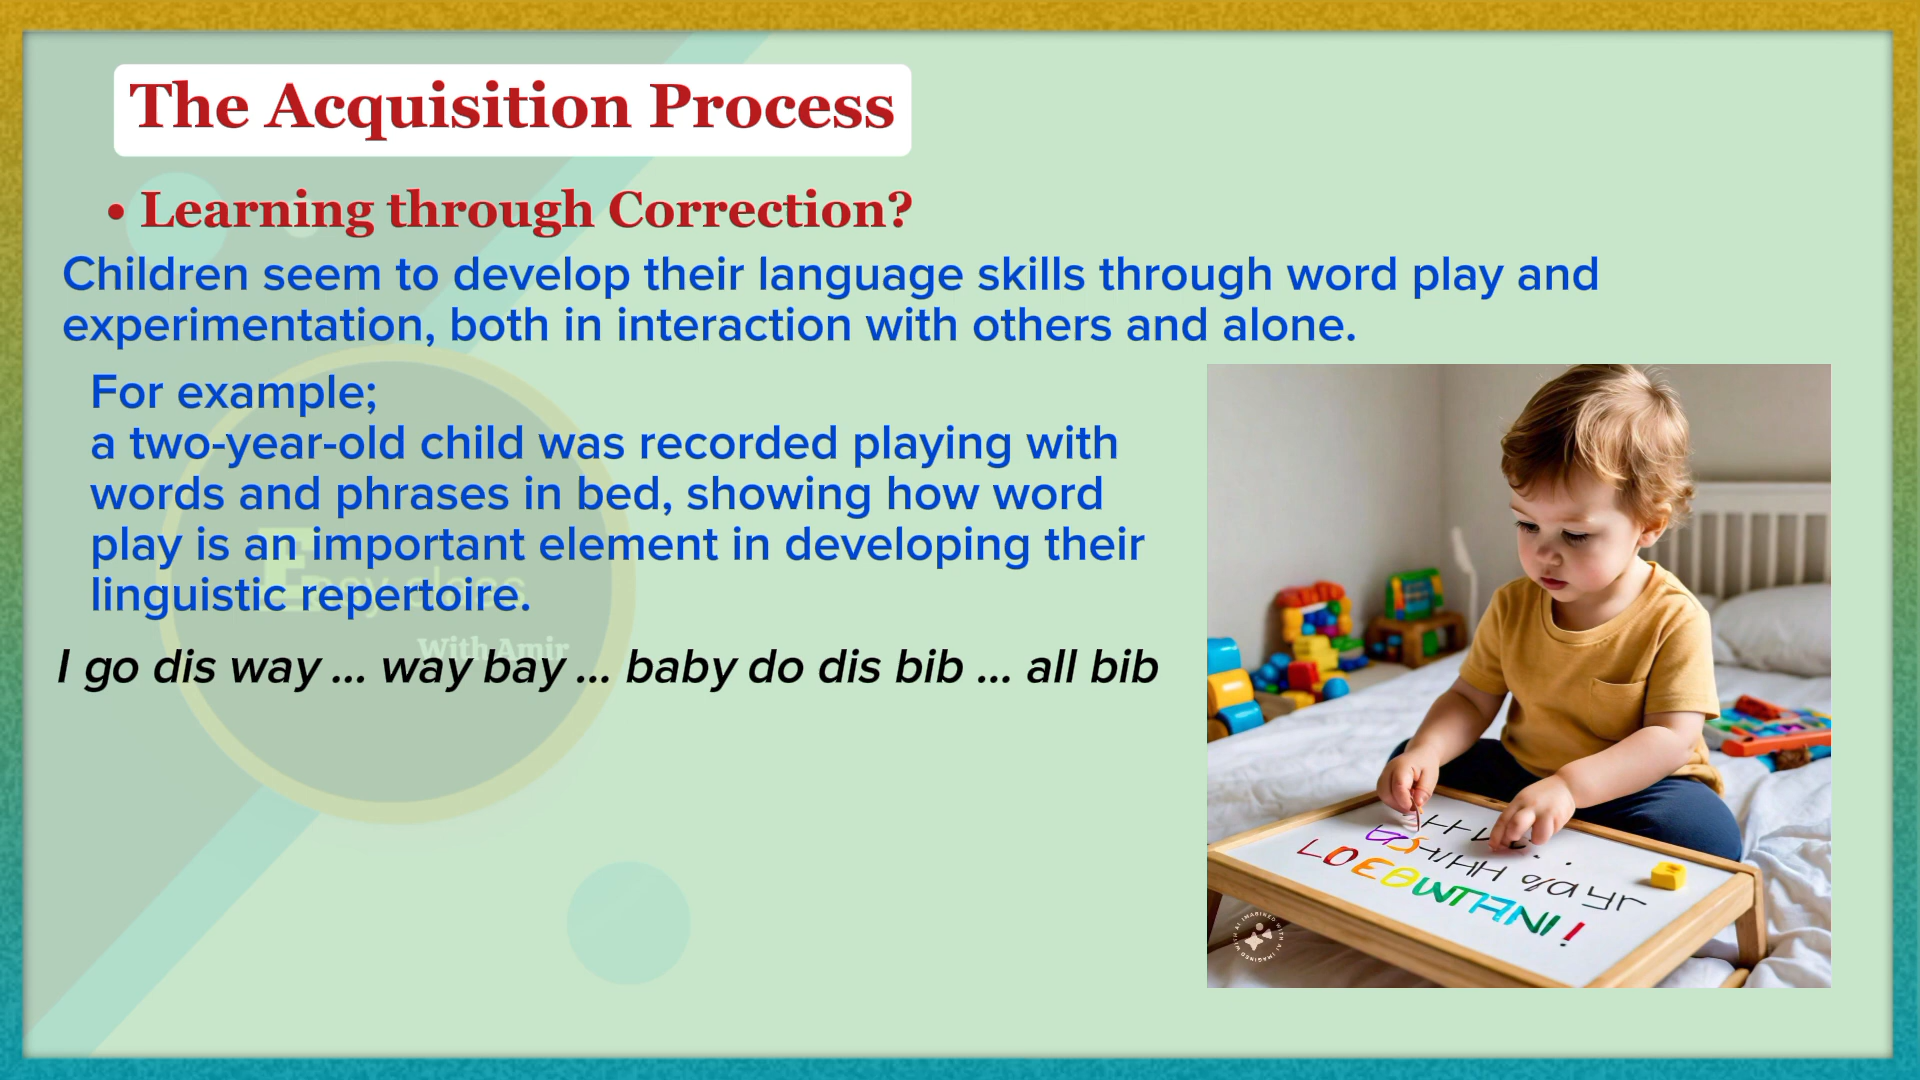 The Acquisition Process
• Learning through Correction?
Children seem to develop their language skills through word play and
experimentation, both in interaction with others and alone.
For example;
a two-year-old child was recorded playing with
words and phrases in bed, showing how word
play is an important element in developing their
linguistic repertoire.
With Amir
I go dis way ... way bay ... baby do dis bib ... all bib